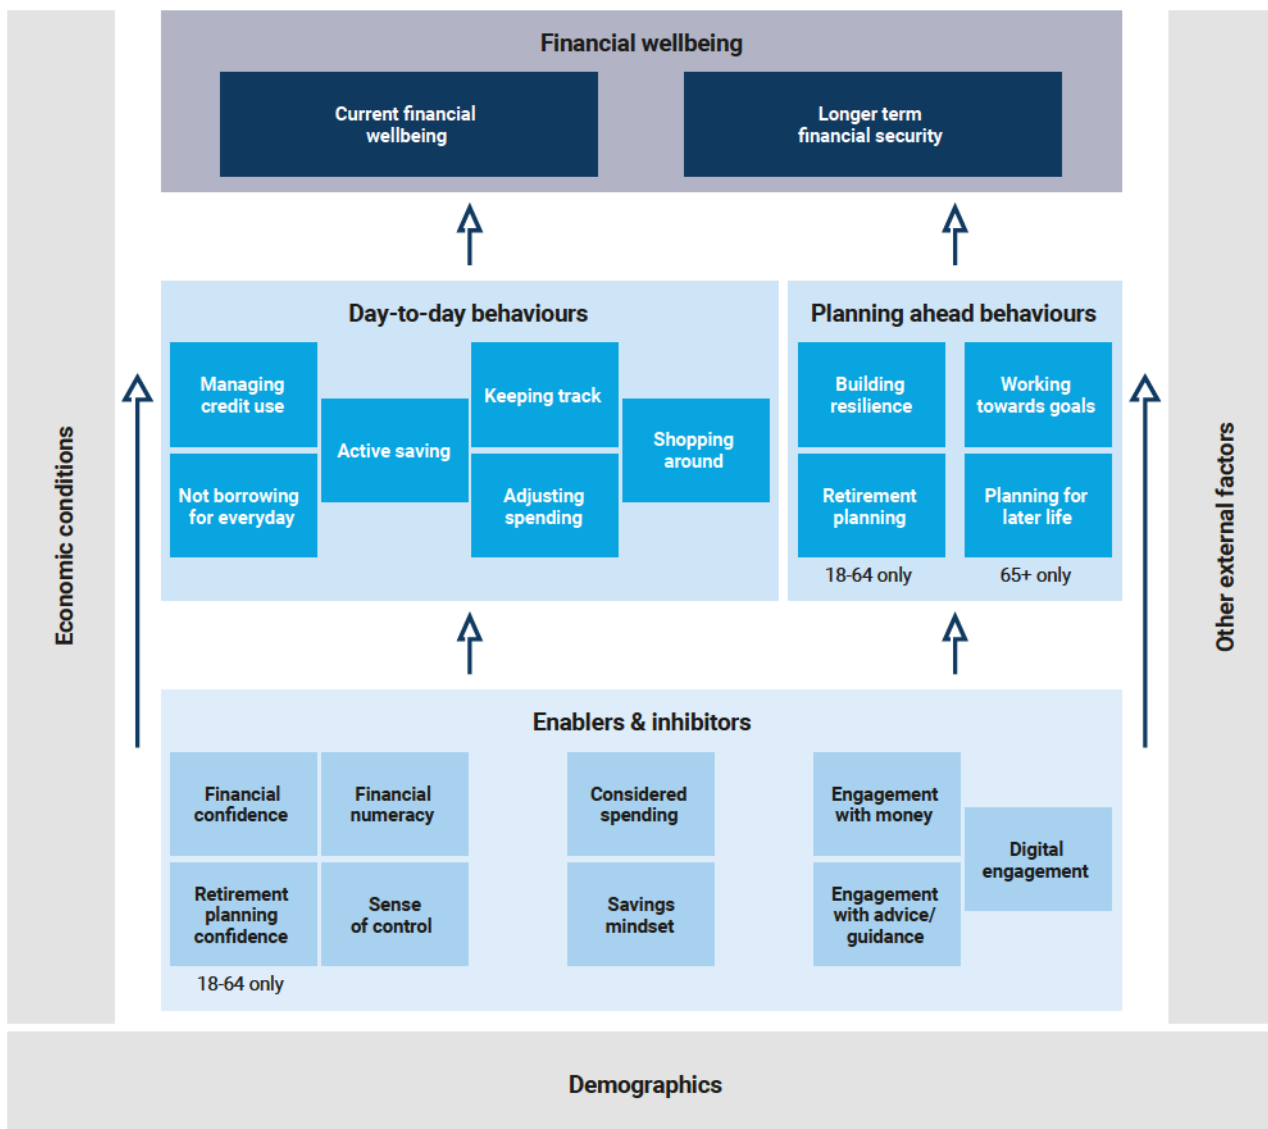 Financial wellbeing
Current financial
wellbeing
Longer term
financial security
Day-to-day behaviours
Managing
credit use
Not borrowing
for everyday
Active saving
Keeping track
Adjusting
spending
Shopping
around
Planning ahead behaviours
Building
resilience
Working
towards goals
Retirement
planning
Planning for
later life
18-64 only
65+ only
Enablers & inhibitors
Financial
confidence
Financial
numeracy
Retirement
planning
confidence
Sense
of control
18-64 only
Considered
spending
Savings
mindset
Engagement
with money
Engagement
with advice/
guidance
Digital
engagement
Economic conditions
Other external factors
Demographics